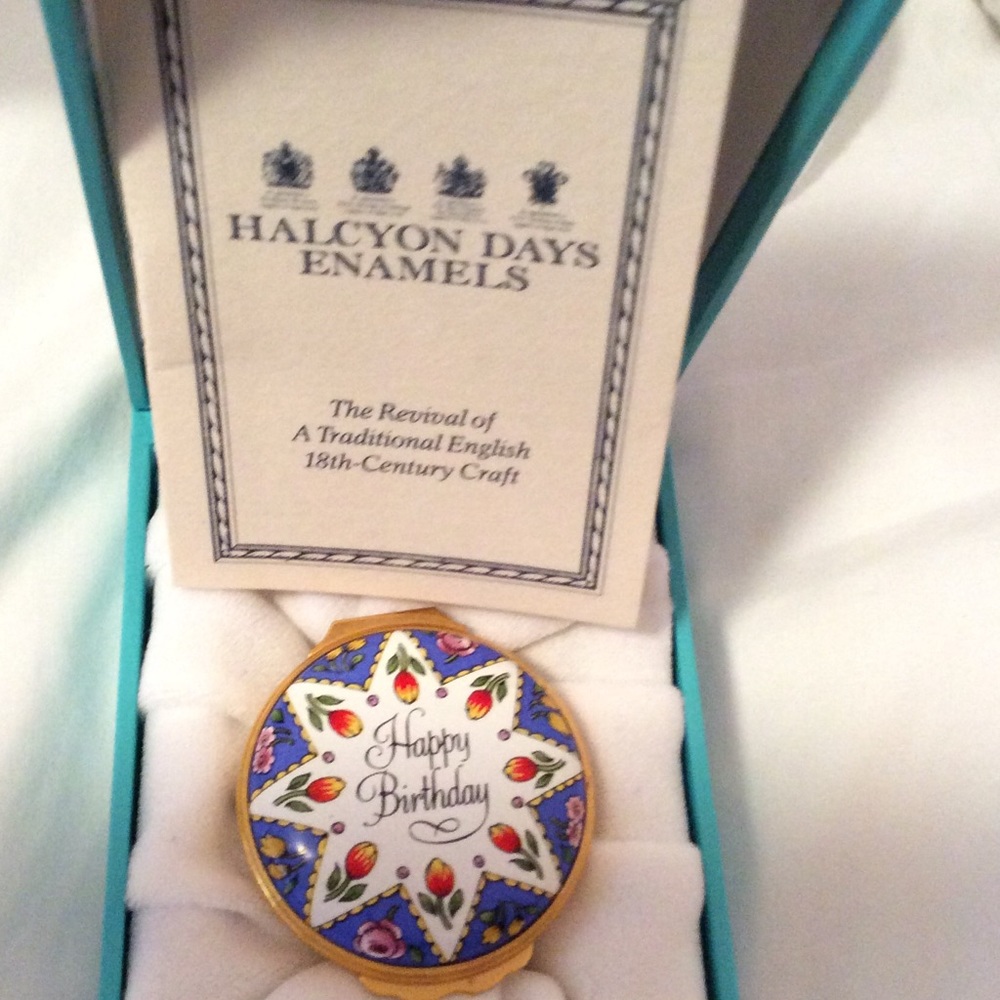 HALCYON DAYS
ENAMELS
The Revival of
A Traditional English
18th-Century Craft
Happy
Birthday